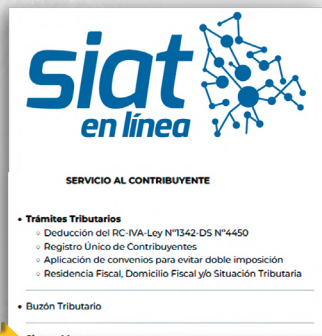 siat
en línea
SERVICIO AL CONTRIBUYENTE
• Trámites Tributarios
◦ Deducción del RC-IVA-Ley N°1342-DS N°4450
◦ Registro Único de Contribuyentes
◦ Aplicación de convenios para evitar doble imposición
◦ Residencia Fiscal, Domicilio Fiscal y/o Situación Tributaria
• Buzón Tributario